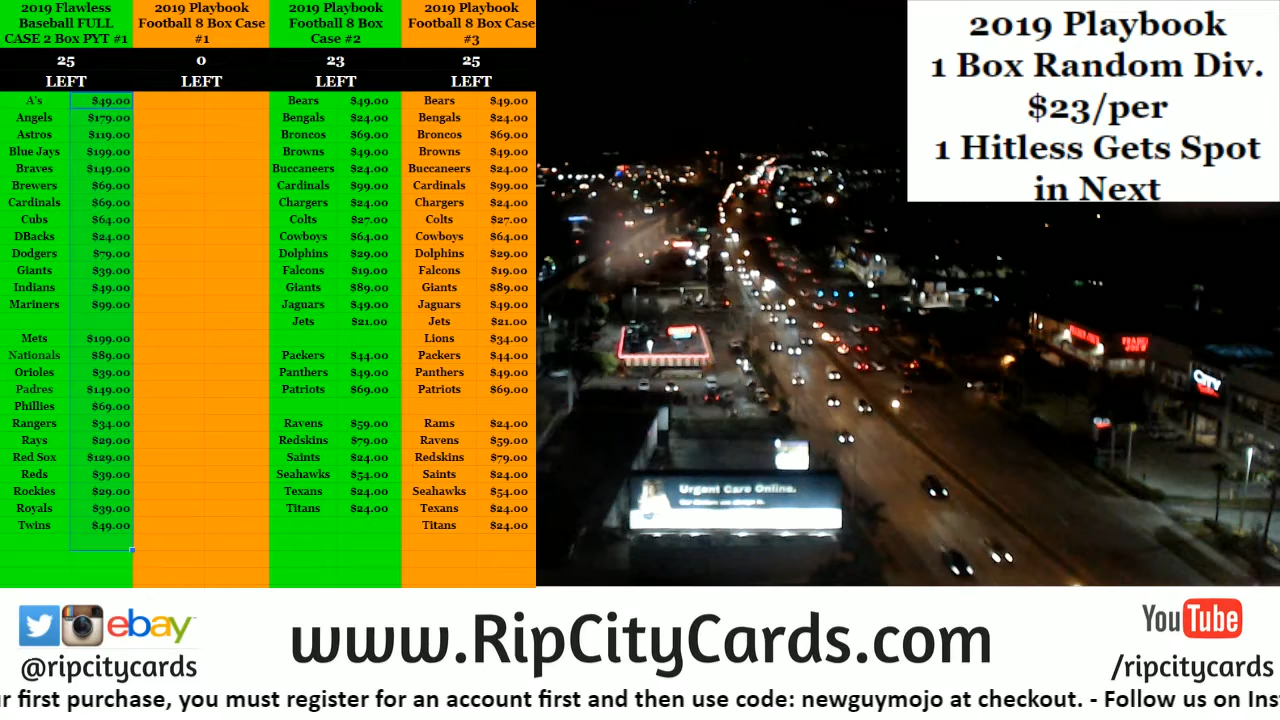 2019 Flawless
Baseball FULL
CASE 2 Box PYT #1
25
LEFT
A's $49.00
Angels $179.00
Astros $119.00
Blue Jays $199.00
Braves $149.00
Brewers $69.00
Cardinals $69.00
Cubs $64.00
DBacks $24.00
Dodgers $79.00
Giants $39.00
Indians $49.00
Mariners $99.00
Mets $199.00
Nationals $89.00
Orioles $39.00
Padres $149.00
Phillies $69.00
Rangers $34.00
Rays $29.00
Red Sox $129.00
Reds $39.00
Rockies $29.00
Royals $39.00
Twins $49.00
2019 Playbook
Football 8 Box Case
#1
0
LEFT
2019 Playbook
Football 8 Box
Case #2
23
LEFT
Bears $49.00
Bengals $24.00
Broncos $69.00
Browns $49.00
Buccaneers $24.00
Cardinals $99.00
Chargers $24.00
Colts $27.00
Cowboys $64.00
Dolphins $29.00
Falcons $19.00
Giants $89.00
Jaguars $49.00
Jets $21.00
Packers $44.00
Panthers $49.00
Patriots $69.00
Ravens $59.00
Redskins $79.00
Saints $24.00
Seahawks $54.00
Texans $24.00
Titans $24.00
2019 Playbook
Football 8 Box Case
#3
25
LEFT
Bears $49.00
Bengals $24.00
Broncos $69.00
Browns $49.00
Buccaneers $24.00
Cardinals $99.00
Chargers $24.00
Colts $27.00
Cowboys $64.00
Dolphins $29.00
Falcons $19.00
Giants $89.00
Jaguars $49.00
Jets $21.00
Lions $34.00
Packers $44.00
Panthers $49.00
Patriots $69.00
Rams $24.00
Ravens $59.00
Redskins $79.00
Saints $24.00
Seahawks $54.00
Texans $24.00
Titans $24.00
2019 Playbook
1 Box Random Div.
$23/per
1 Hitless Gets Spot
in Next
Urgent Care Online.
CITY
ebay
@ripcitycards
www.RipCityCards.com
YouTube
/ripcitycards
r first purchase, you must register for an account first and then use code: newguymojo at checkout. - Follow us on Ins